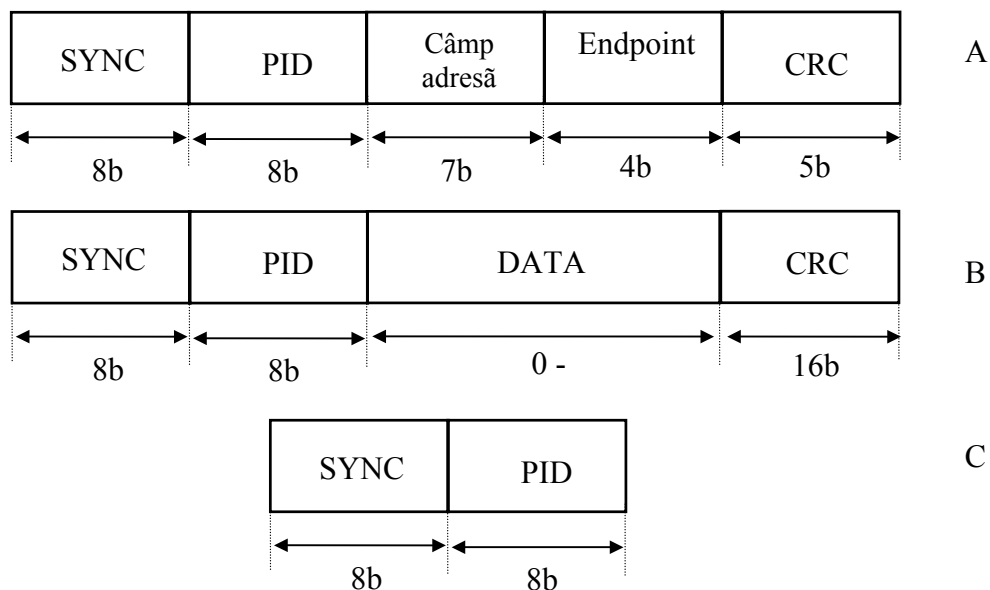 SYNC PID Câmp Endpoint CRC A
adresã
8b 8b 7b 4b 5b
SYNC PID DATA CRC B
8b 8b 0 - 16b
SYNC PID C
8b 8b